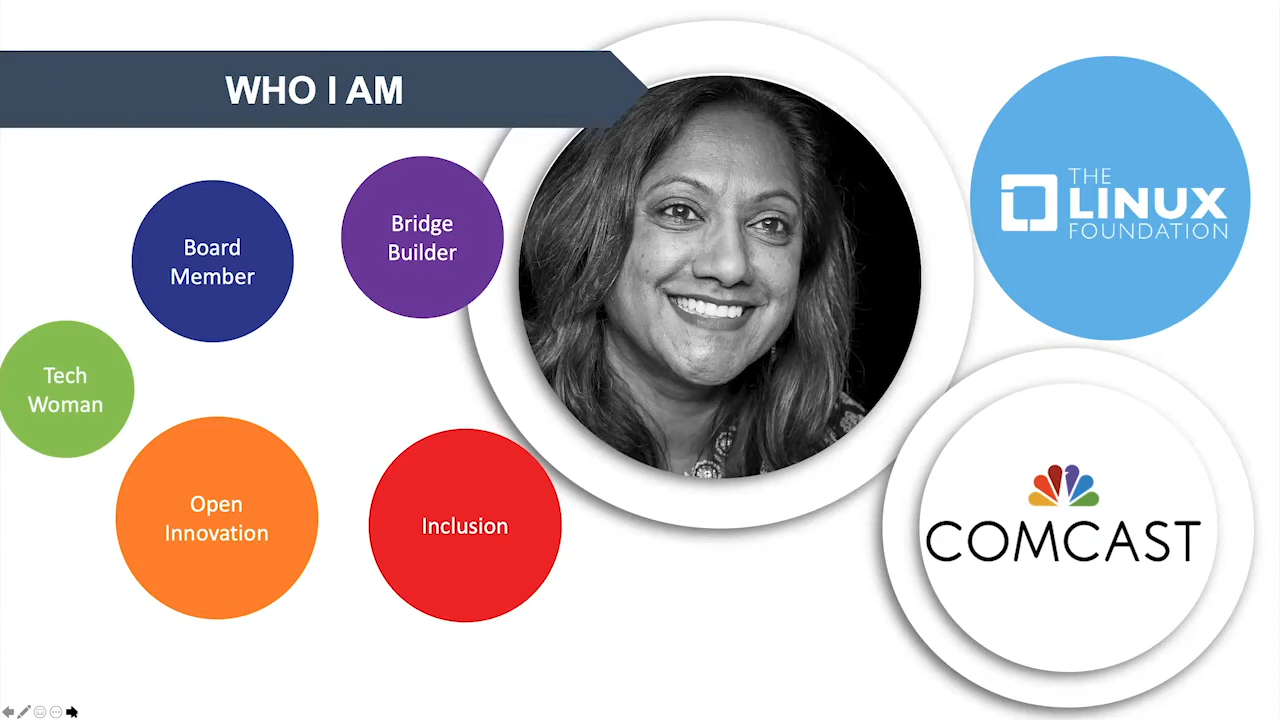 WHO I AM
Board
Member
Bridge
Builder
Tech
Woman
Open
Innovation
Inclusion
THE
LINUX
FOUNDATION
COMCAST